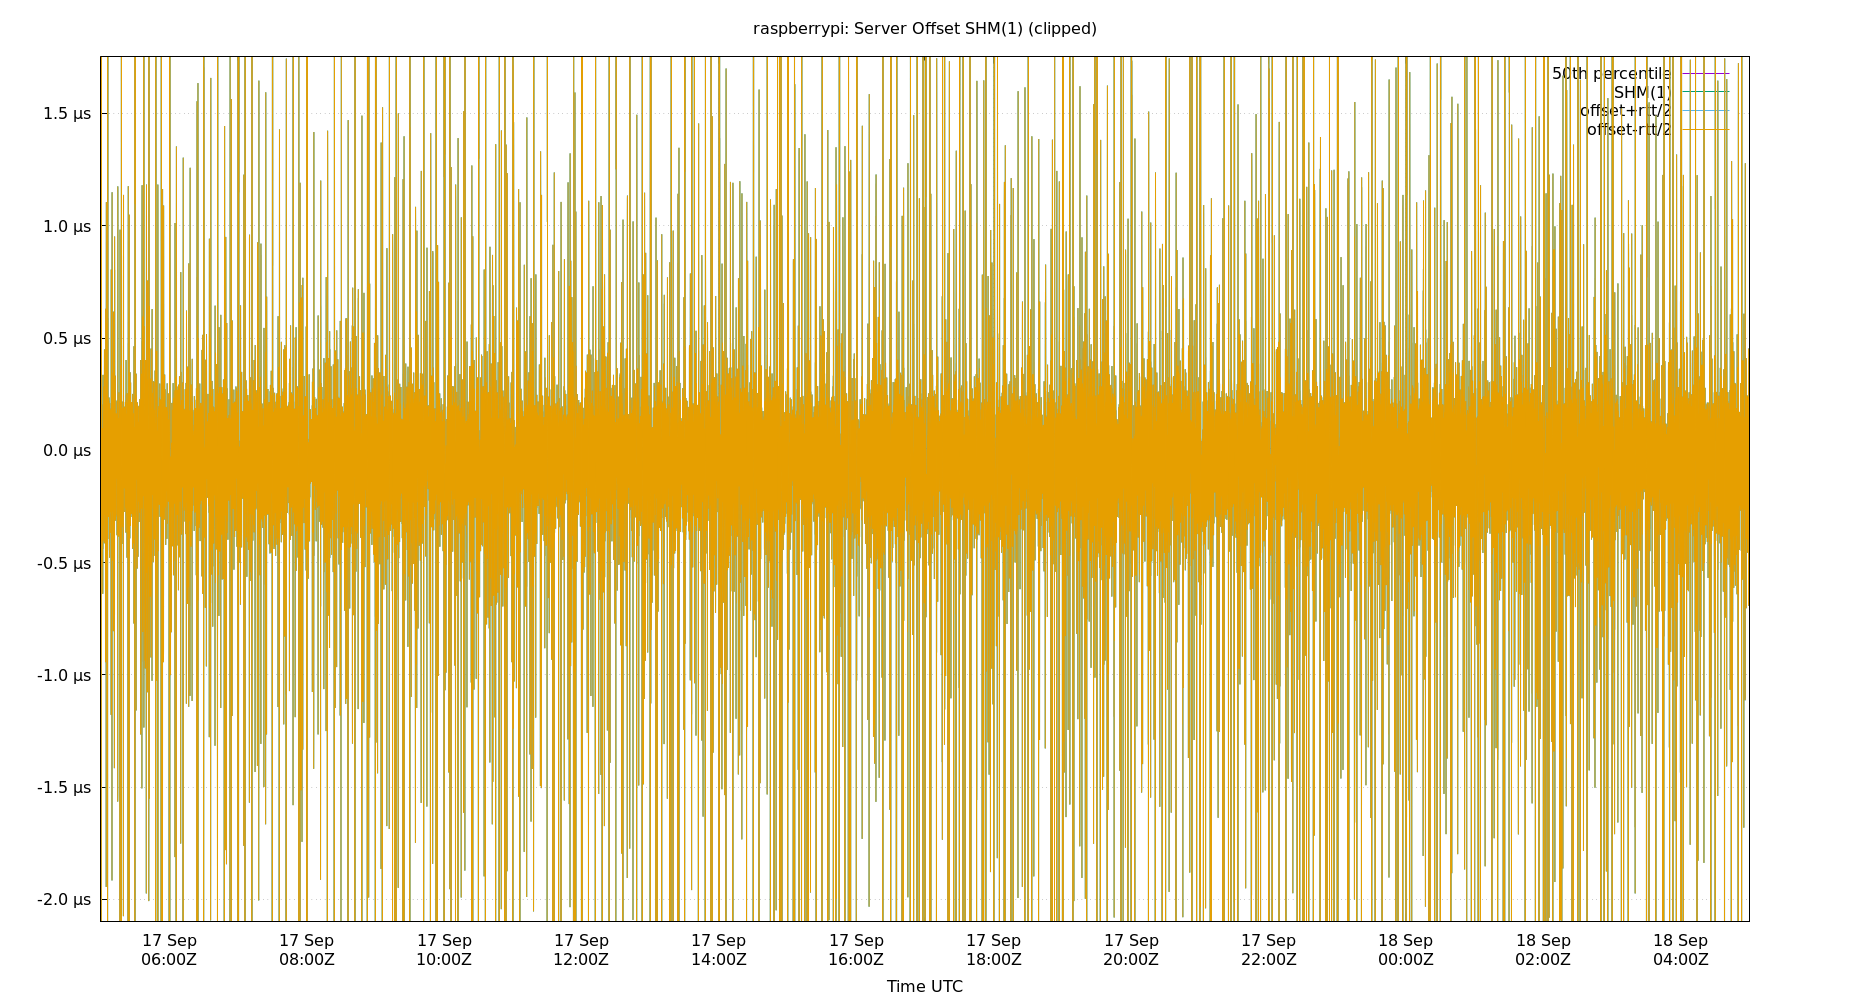 raspberrypi: Server Offset SHM(1) (clipped)
50th percentile
SHM(1)
offset+rtt/2
offset-rtt/2
1.5 µs
1.0 µs
0.5 µs
0.0 µs
-0.5 µs
-1.0 µs
-1.5 µs
-2.0 µs
17 Sep 17 Sep 17 Sep 17 Sep 17 Sep 17 Sep 17 Sep 17 Sep 17 Sep 18 Sep 18 Sep 18 Sep
06:00Z 08:00Z 10:00Z 12:00Z 14:00Z 16:00Z 18:00Z 20:00Z 22:00Z 00:00Z 02:00Z 04:00Z
Time UTC